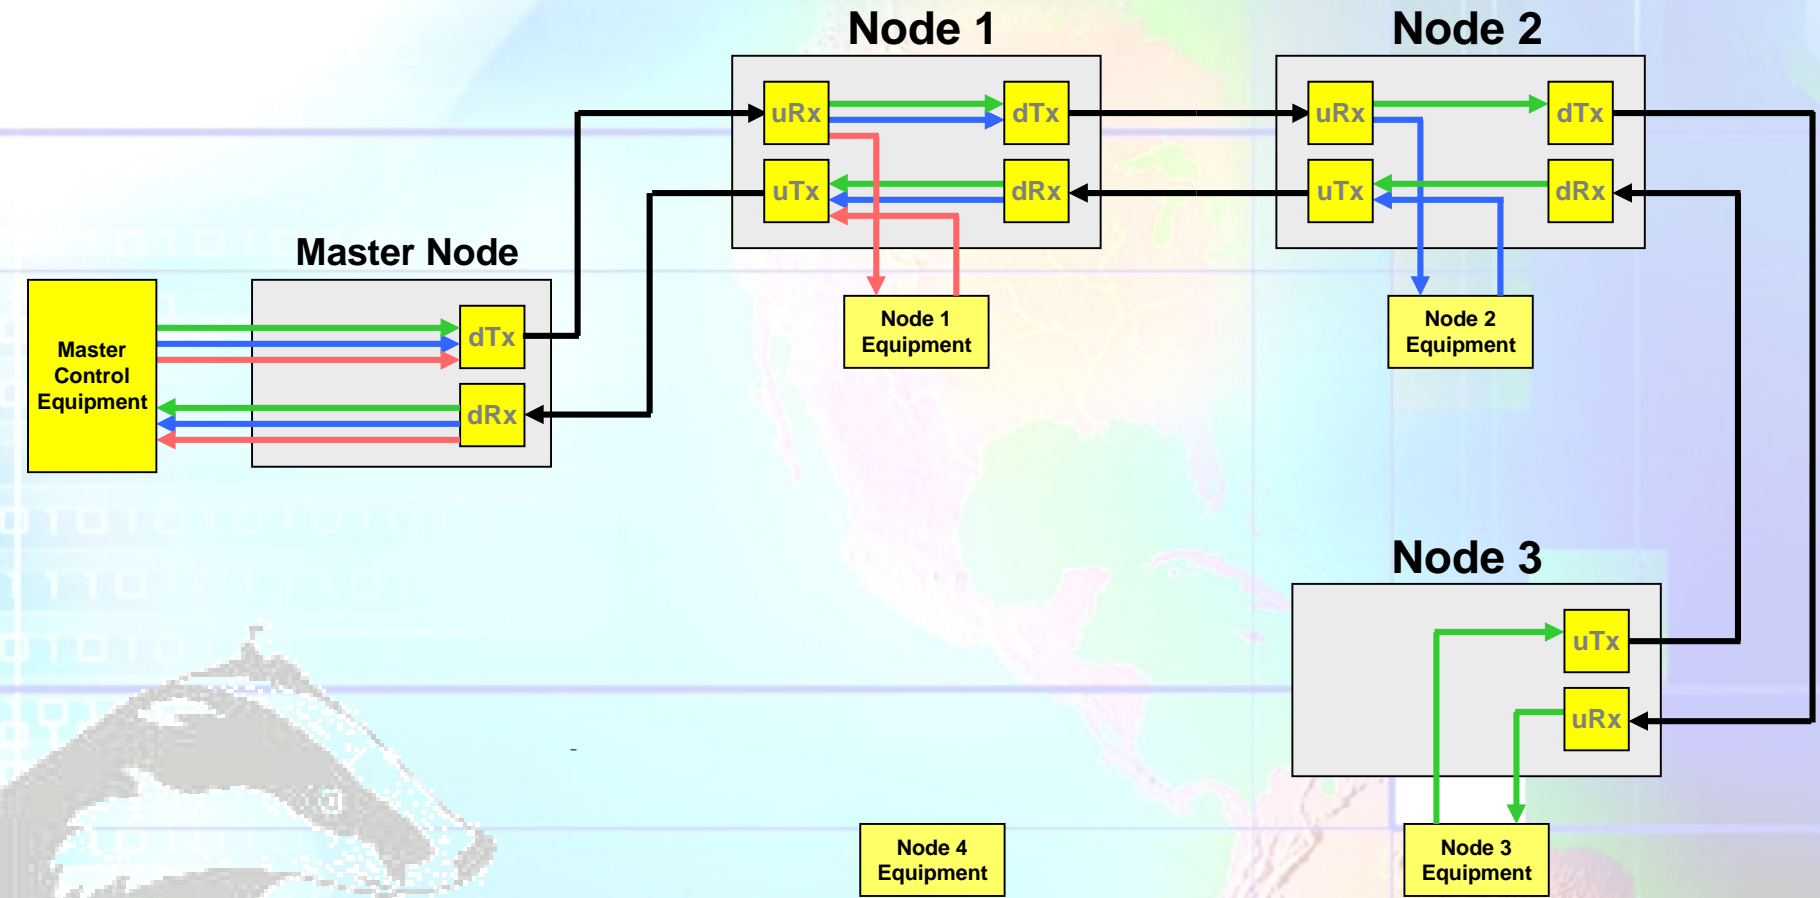 Node 1
Node 2
uRx
dTx
uRx
dTx
uTx
dRx
uTx
dRx
Master Node
Master
Control
Equipment
dTx
dRx
Node 1
Equipment
Node 2
Equipment
Node 3
uTx
uRx
-
Node 4
Equipment
Node 3
Equipment